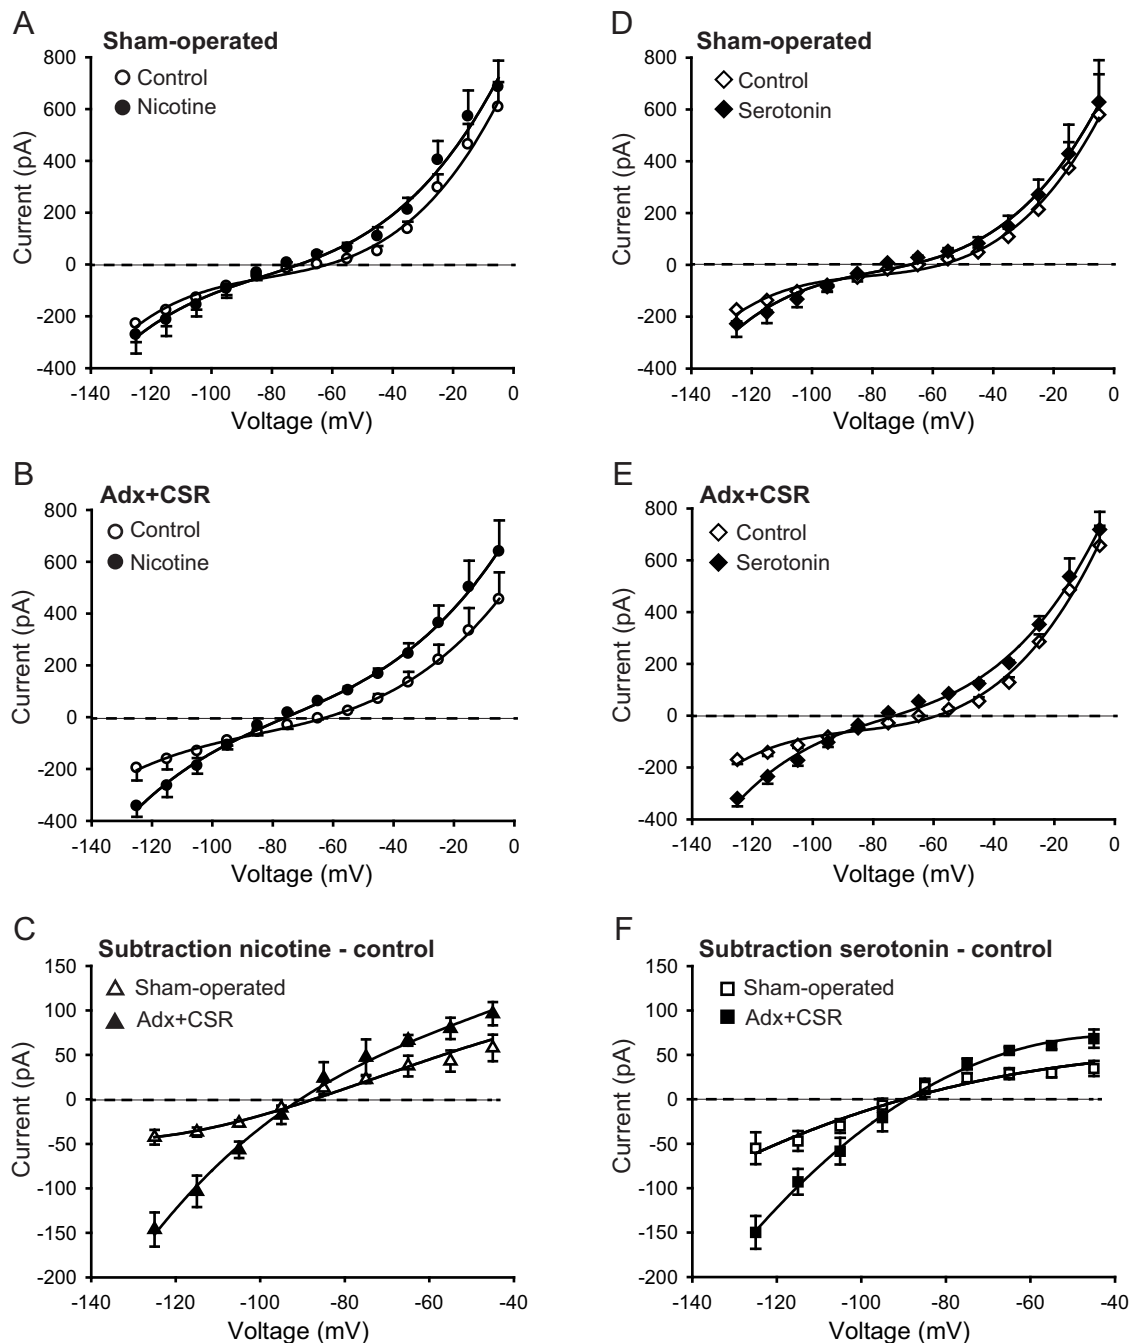 A
Sham-operated
Control
Nicotine
800
600
400
200
0
-200
-400
Current (pA)
-140 -120 -100 -80 -60 -40 -20 0
Voltage (mV)
D
Sham-operated
Control
Serotonin
800
600
400
200
0
-200
-400
Current (pA)
-140 -120 -100 -80 -60 -40 -20 0
Voltage (mV)
B
Adx+CSR
Control
Nicotine
800
600
400
200
0
-200
-400
Current (pA)
-140 -120 -100 -80 -60 -40 -20 0
Voltage (mV)
E
Adx+CSR
Control
Serotonin
800
600
400
200
0
-200
-400
Current (pA)
-140 -120 -100 -80 -60 -40 -20 0
Voltage (mV)
C
Subtraction nicotine - control
Sham-operated
Adx+CSR
150
100
50
0
-50
-100
-150
-200
Current (pA)
-140 -120 -100 -80 -60 -40
Voltage (mV)
F
Subtraction serotonin - control
Sham-operated
Adx+CSR
150
100
50
0
-50
-100
-150
-200
Current (pA)
-140 -120 -100 -80 -60 -40
Voltage (mV)